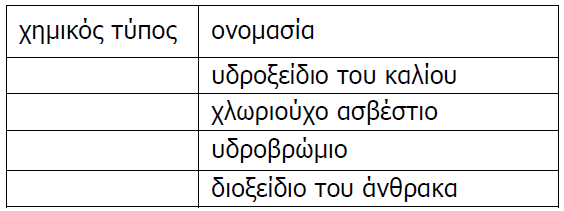 χημικός τύπος ονομασία
υδροξείδιο του καλίου
χλωριούχο ασβέστιο
υδροβρώμιο
διοξείδιο του άνθρακα